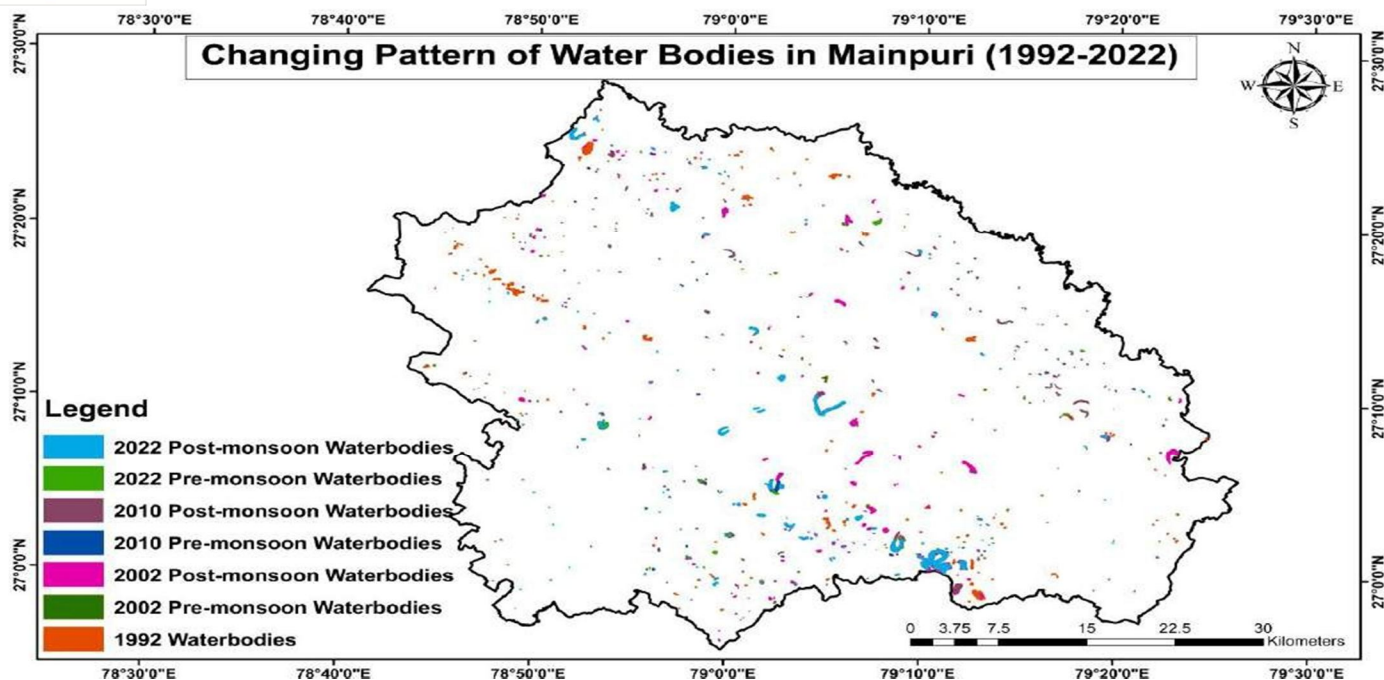 78°30'0"E 78°40'0"E 78°50'0"E 79°0'0"E 79°10'0"E 79°20'0"E 79°30'0"E
Changing Pattern of Water Bodies in Mainpuri (1992-2022)
N
W E
S
27°30'0"N 27°30'0"N
27°20'0"N 27°20'0"N
27°10'0"N 27°10'0"N
27°0'0"N 27°0'0"N
Legend
2022 Post-monsoon Waterbodies
2022 Pre-monsoon Waterbodies
2010 Post-monsoon Waterbodies
2010 Pre-monsoon Waterbodies
2002 Post-monsoon Waterbodies
2002 Pre-monsoon Waterbodies
1992 Waterbodies
0 3.75 7.5 15 22.5 30
Kilometers
78°30'0"E 78°40'0"E 78°50'0"E 79°0'0"E 79°10'0"E 79°20'0"E 79°30'0"E